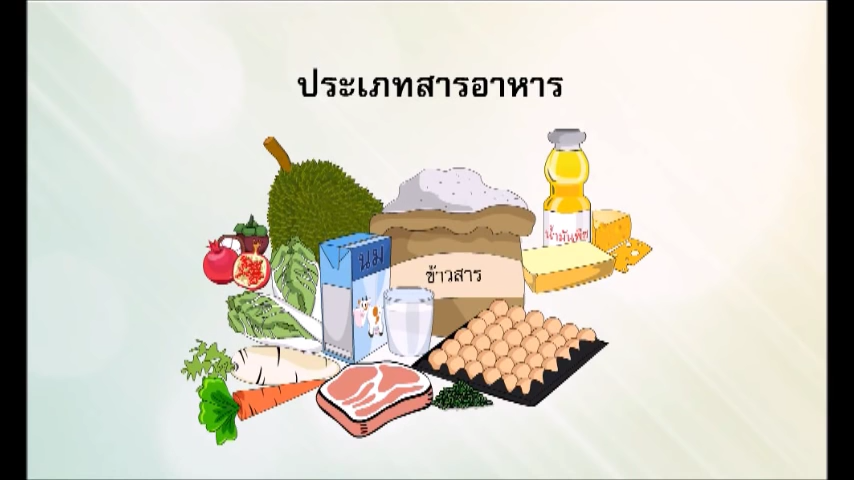 ประเภทสารอาหาร
น้ำมันพืช
นม
ข้าวสาร